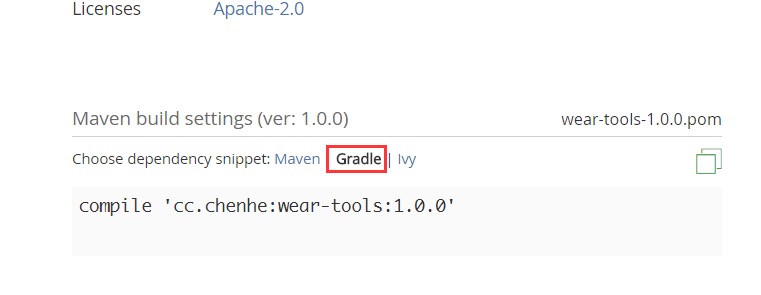 Licenses Apache-2.0
Maven build settings (ver: 1.0.0) wear-tools-1.0.0.pom
Choose dependency snippet: Maven Gradle | Ivy
compile 'cc.chenhe:wear-tools:1.0.0'